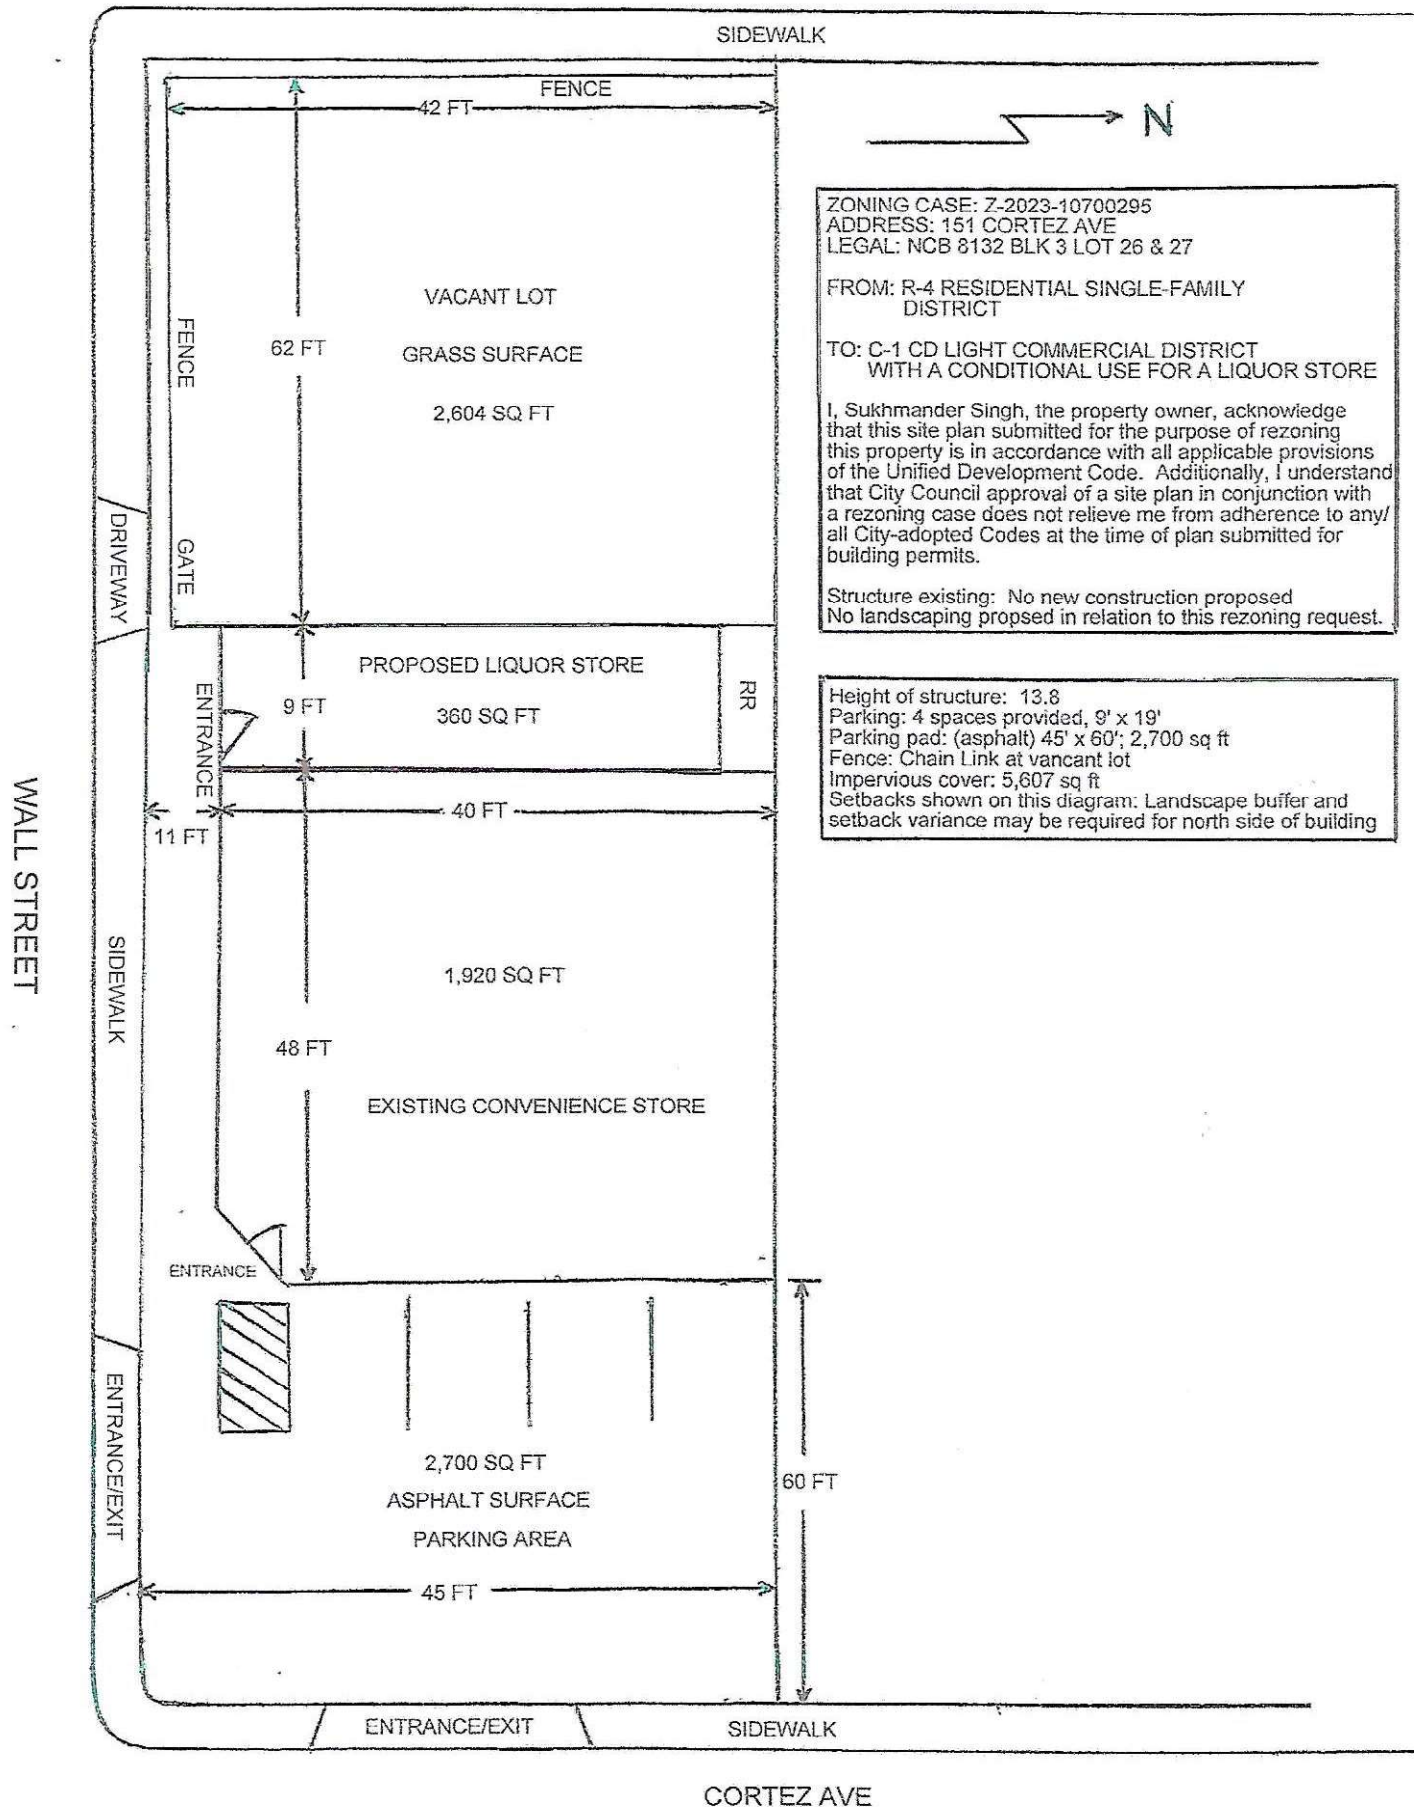 SIDEWALK
FENCE
42 FT
N
ZONING CASE: Z-2023-10700295
ADDRESS: 151 CORTEZ AVE
LEGAL: NCB 8132 BLK 3 LOT 26 & 27
FROM: R-4 RESIDENTIAL SINGLE-FAMILY
DISTRICT
TO: C-1 CD LIGHT COMMERCIAL DISTRICT
WITH A CONDITIONAL USE FOR A LIQUOR STORE
I, Sukhmander Singh, the property owner, acknowledge
that this site plan submitted for the purpose of rezoning
this property is in accordance with all applicable provisions
of the Unified Development Code. Additionally, I understand
that City Council approval of a site plan in conjunction with
a rezoning case does not relieve me from adherence to any/
all City-adopted Codes at the time of plan submitted for
building permits.
Structure existing: No new construction proposed
No landscaping propsed in relation to this rezoning request.
Height of structure: 13.8
Parking: 4 spaces provided, 9' x 19'
Parking pad: (asphalt) 45' x 60'; 2,700 sq ft
Fence: Chain Link at vancant lot
Impervious cover: 5,607 sq ft
Setbacks shown on this diagram: Landscape buffer and
setback variance may be required for north side of building
VACANT LOT
GRASS SURFACE
2,604 SQ FT
62 FT
FENCE
GATE
DRIVEWAY
PROPOSED LIQUOR STORE
360 SQ FT
9 FT
RR
ENTRANCE
40 FT
11 FT
WALL STREET
SIDEWALK
1,920 SQ FT
48 FT
EXISTING CONVENIENCE STORE
ENTRANCE
ENTRANCE/EXIT
2,700 SQ FT
ASPHALT SURFACE
PARKING AREA
60 FT
45 FT
ENTRANCE/EXIT
SIDEWALK
CORTEZ AVE